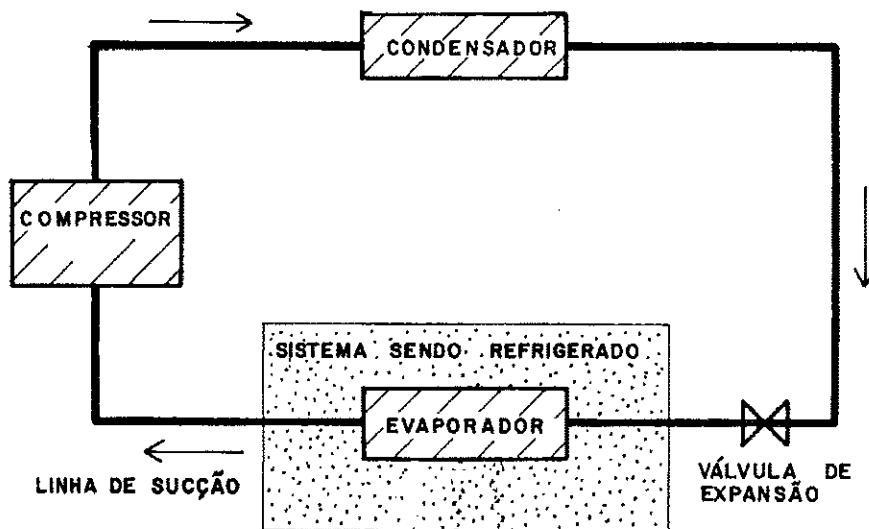 CONDENSADOR
COMPRESSOR
SISTEMA SENDO REFRIGERADO
EVAPORADOR
LINHA DE SUCÇÃO
VÁLVULA DE
EXPANSÃO